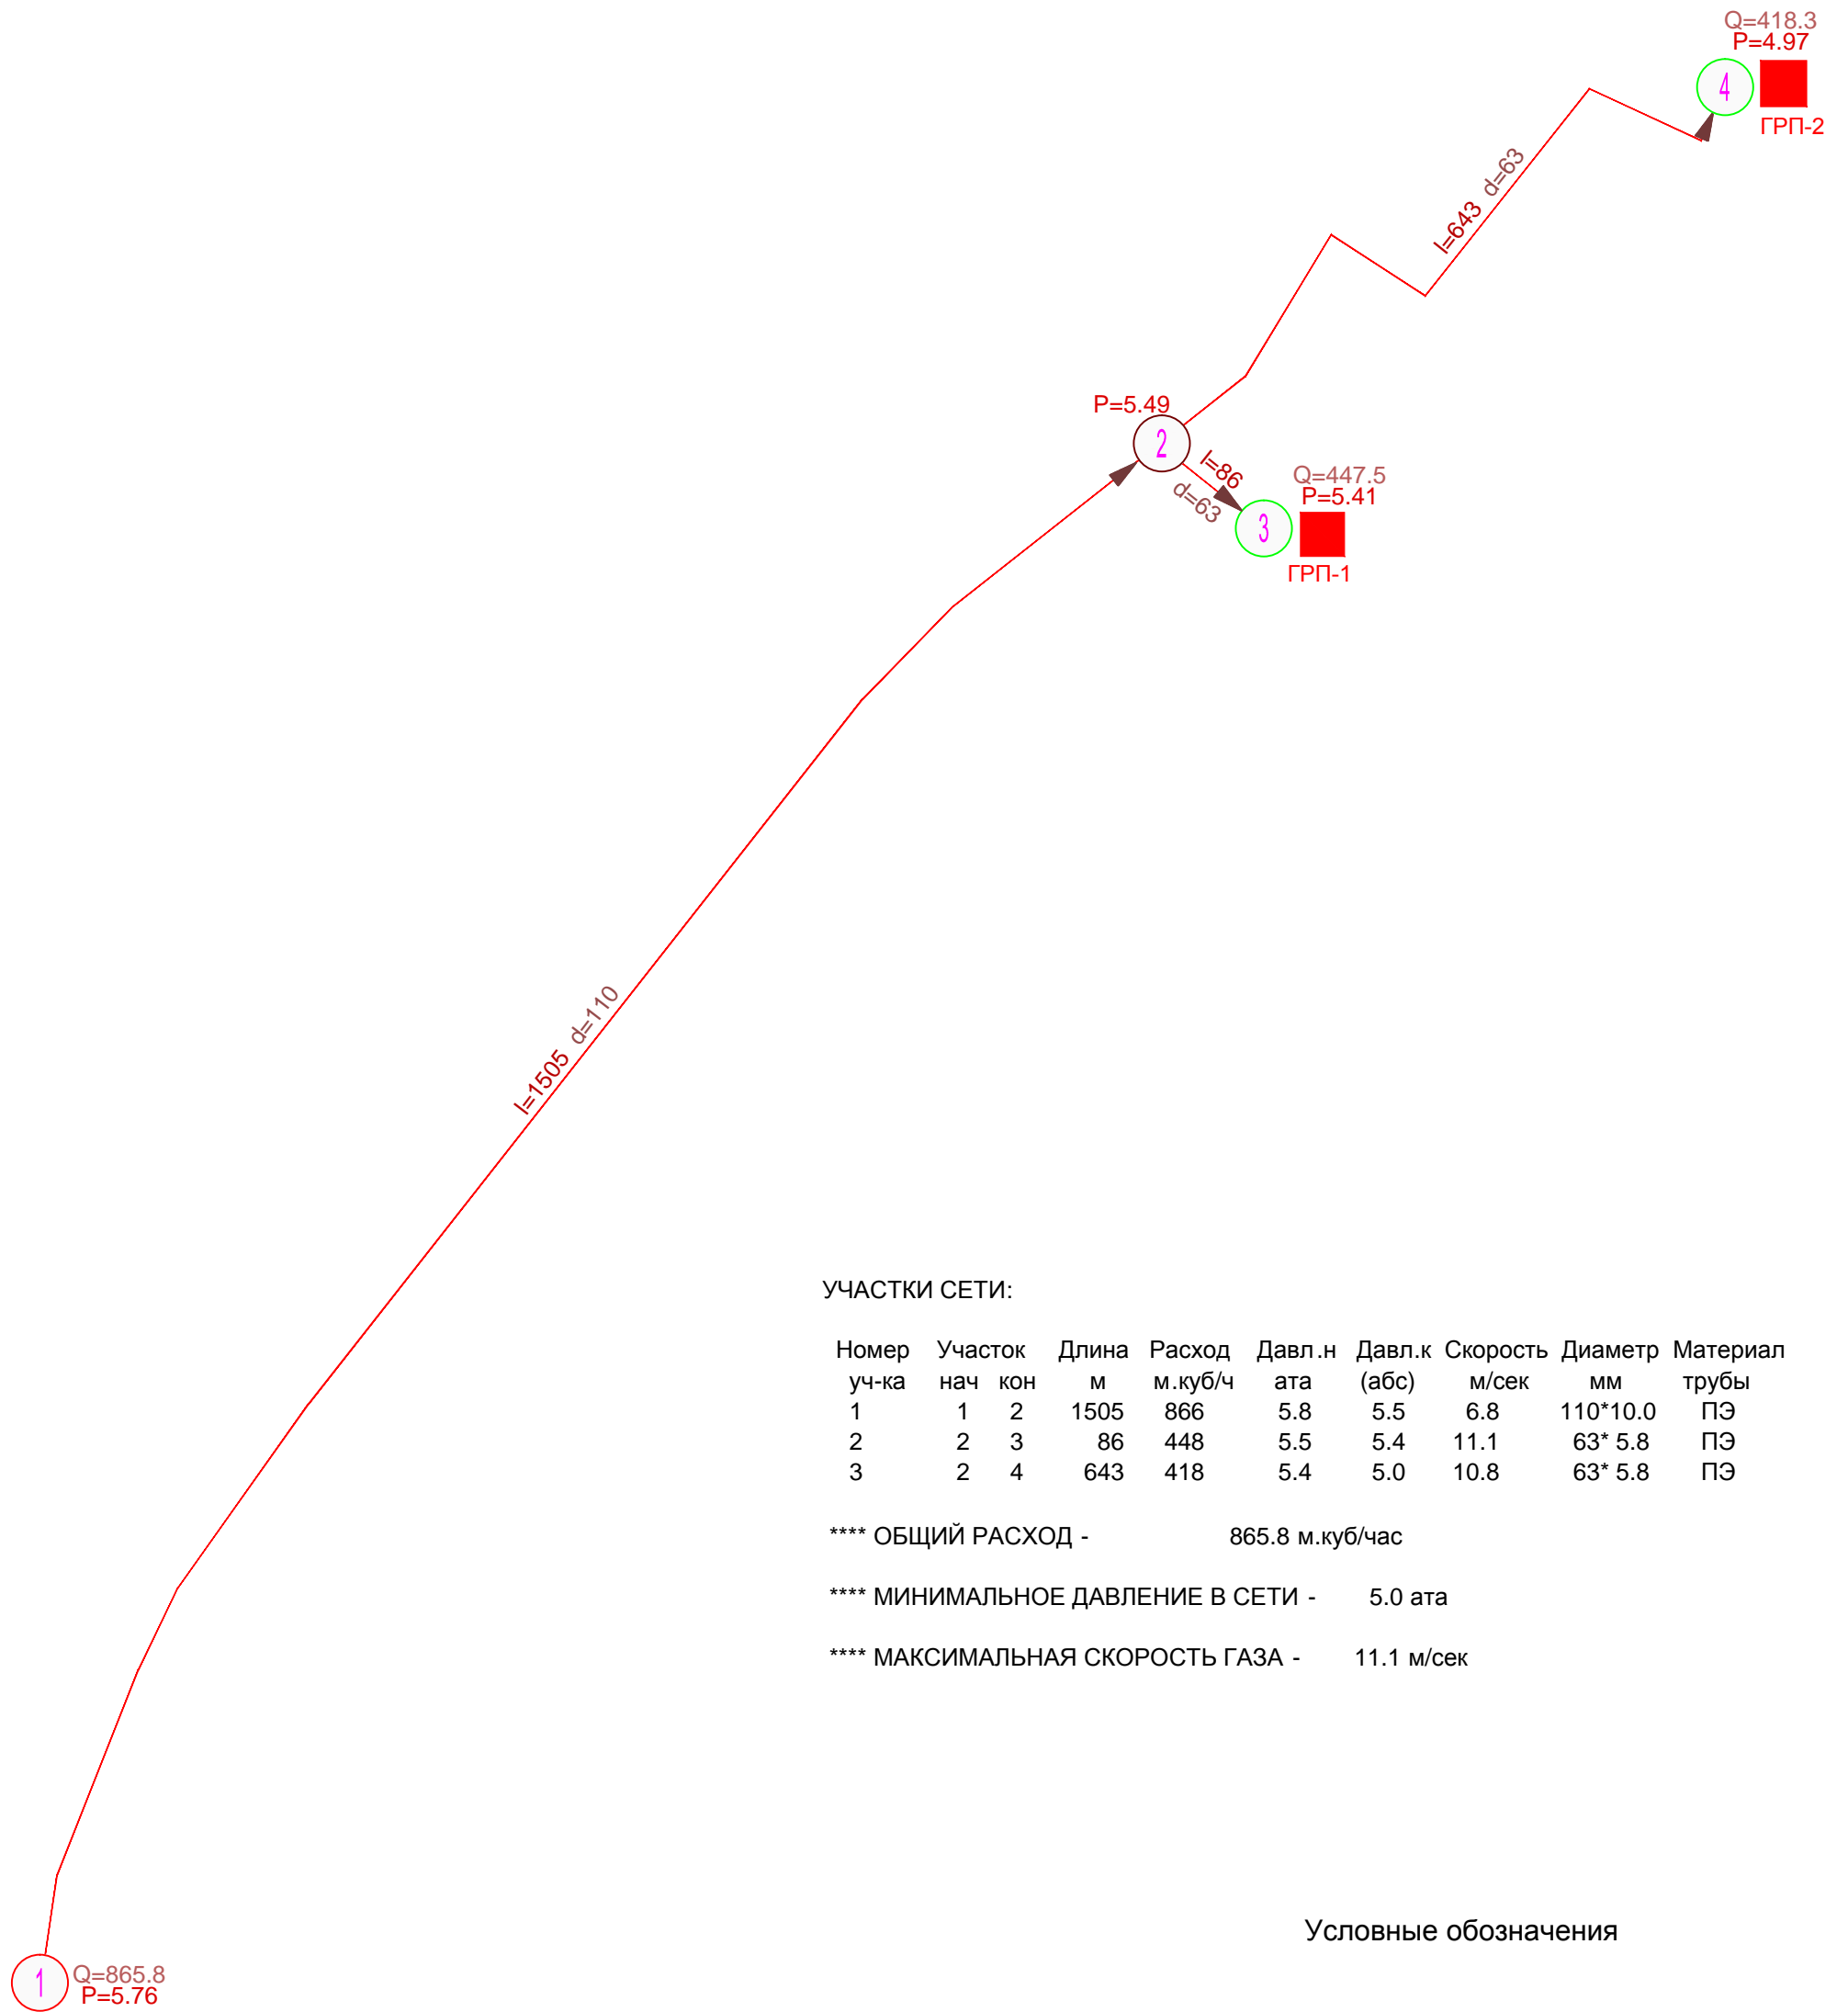 Q=418.3
P=4.97
4
ГРП-2
l=643 d=63
P=5.49
2
l=86
d=63
Q=447.5
P=5.41
3
ГРП-1
l=1505 d=110
УЧАСТКИ СЕТИ:
Номер Участок Длина Расход Давл.н Давл.к Скорость Диаметр Материал
уч-ка нач кон м м.куб/ч ата (абс) м/сек мм трубы
1 1 2 1505 866 5.8 5.5 6.8 110*10.0 ПЭ
2 2 3 86 448 5.5 5.4 11.1 63* 5.8 ПЭ
3 2 4 643 418 5.4 5.0 10.8 63* 5.8 ПЭ
**** ОБЩИЙ РАСХОД - 865.8 м.куб/час
**** МИНИМАЛЬНОЕ ДАВЛЕНИЕ В СЕТИ - 5.0 ата
**** МАКСИМАЛЬНАЯ СКОРОСТЬ ГАЗА - 11.1 м/сек
Условные обозначения
1
Q=865.8
P=5.76